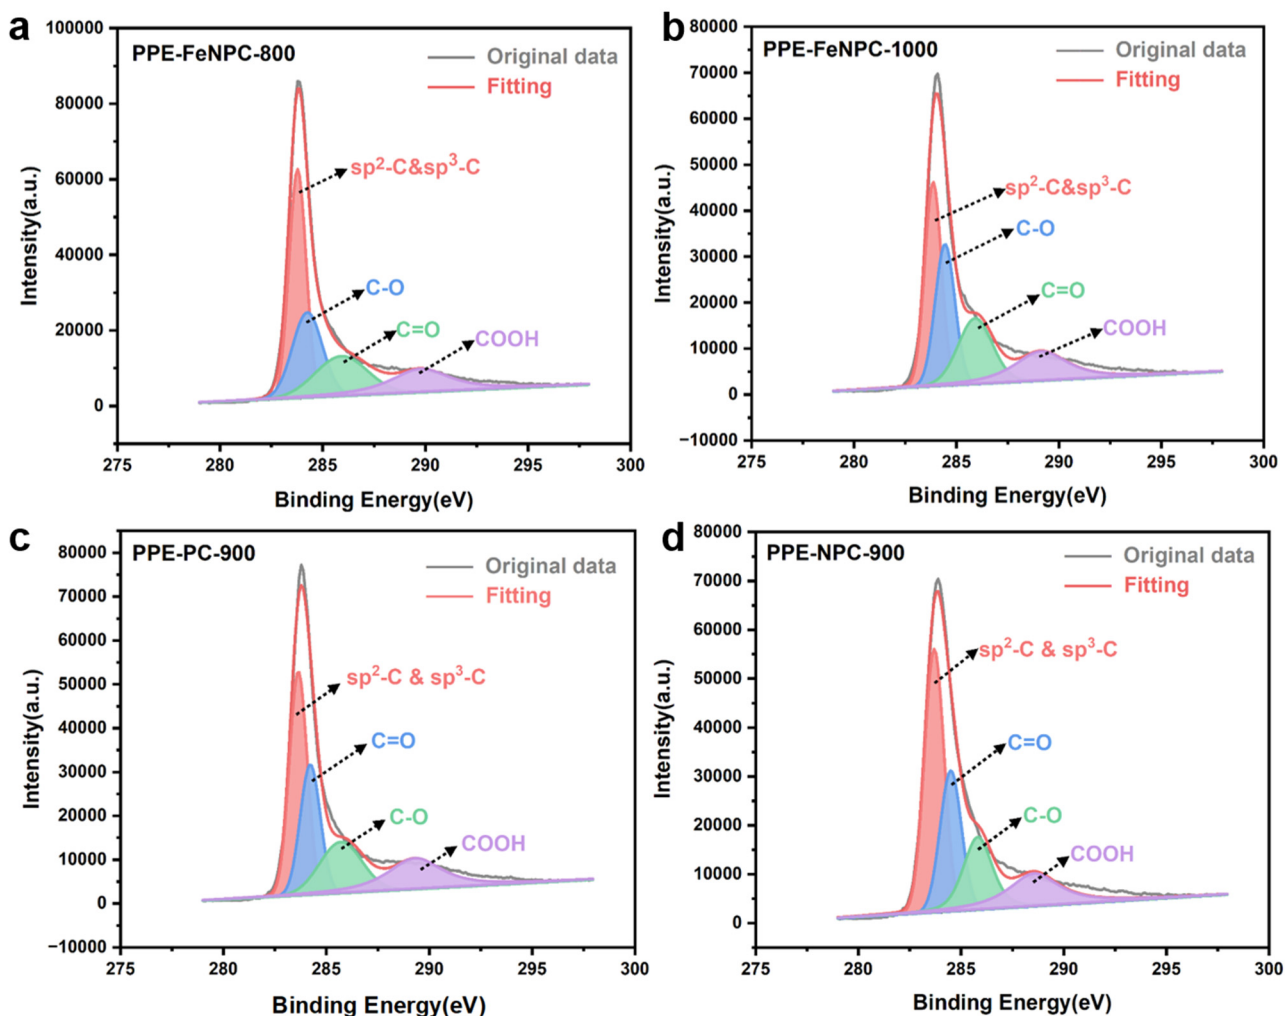 a
PPE-FeNPC-800
Original data
Fitting
sp²-C&sp³-C
C-O
C=O
COOH
100000
80000
60000
40000
20000
0
275
280
285
290
295
300
Intensity(a.u.)
Binding Energy(eV)
b
PPE-FeNPC-1000
Original data
Fitting
sp²-C&sp³-C
C-O
C=O
COOH
80000
70000
60000
50000
40000
30000
20000
10000
0
−10000
275
280
285
290
295
300
Intensity(a.u.)
Binding Energy(eV)
c
PPE-PC-900
Original data
Fitting
sp²-C & sp³-C
C=O
C-O
COOH
80000
70000
60000
50000
40000
30000
20000
10000
0
−10000
275
280
285
290
295
300
Intensity(a.u.)
Binding Energy(eV)
d
PPE-NPC-900
Original data
Fitting
sp²-C & sp³-C
C=O
C-O
COOH
80000
70000
60000
50000
40000
30000
20000
10000
0
275
280
285
290
295
300
Intensity(a.u.)
Binding Energy(eV)